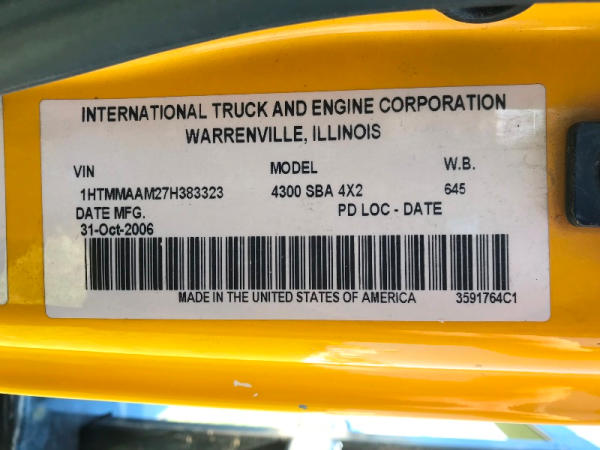 INTERNATIONAL TRUCK AND ENGINE CORPORATION
WARRENVILLE, ILLINOIS
VIN MODEL W.B.
1HTMMAAM27H383323 4300 SBA 4X2 645
DATE MFG. PD LOC - DATE
31-Oct-2006
MADE IN THE UNITED STATES OF AMERICA 3591764C1